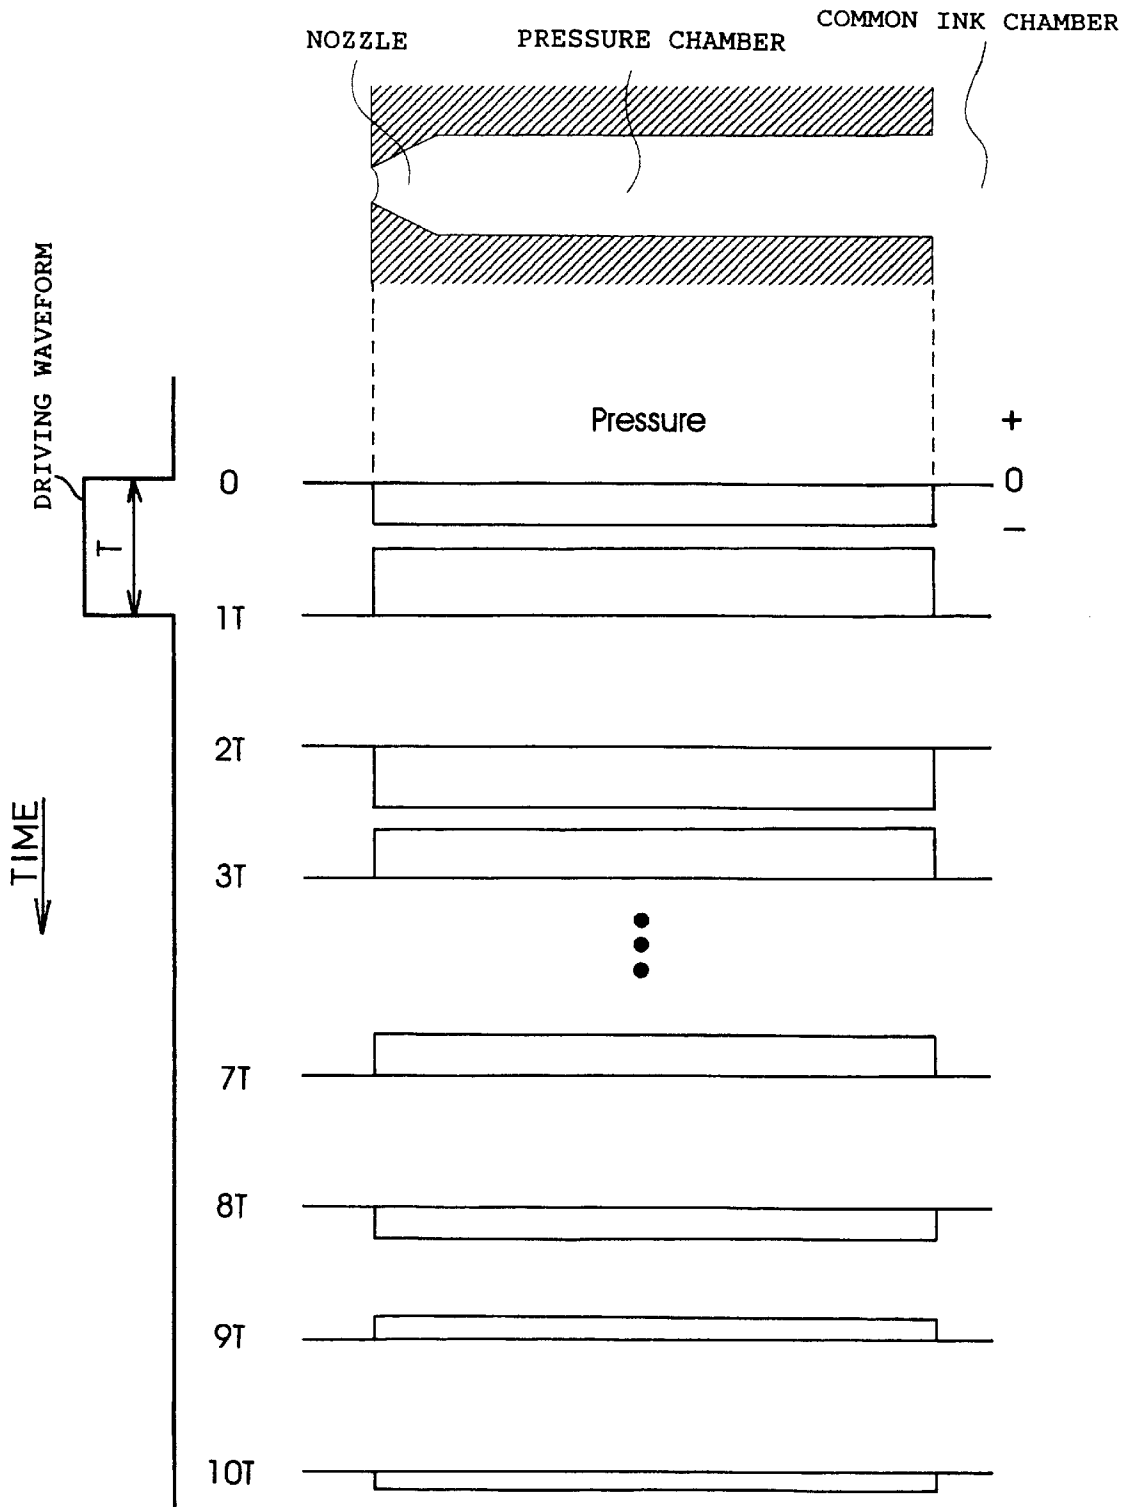 COMMON INK CHAMBER
NOZZLE
PRESSURE CHAMBER
DRIVING WAVEFORM
Pressure
+
0
0
−
T
1T
2T
TIME
3T
7T
8T
9T
10T